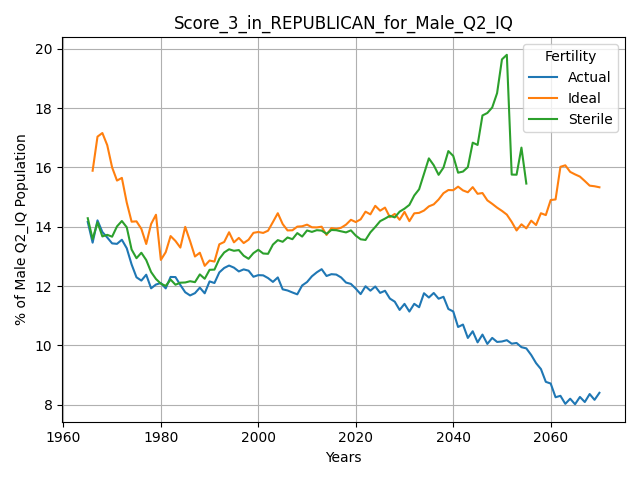 Score_3_in_REPUBLICAN_for_Male_Q2_IQ
% of Male Q2_IQ Population
20
18
16
14
12
10
8
Fertility
Actual
Ideal
Sterile
1960 1980 2000 2020 2040 2060
Years